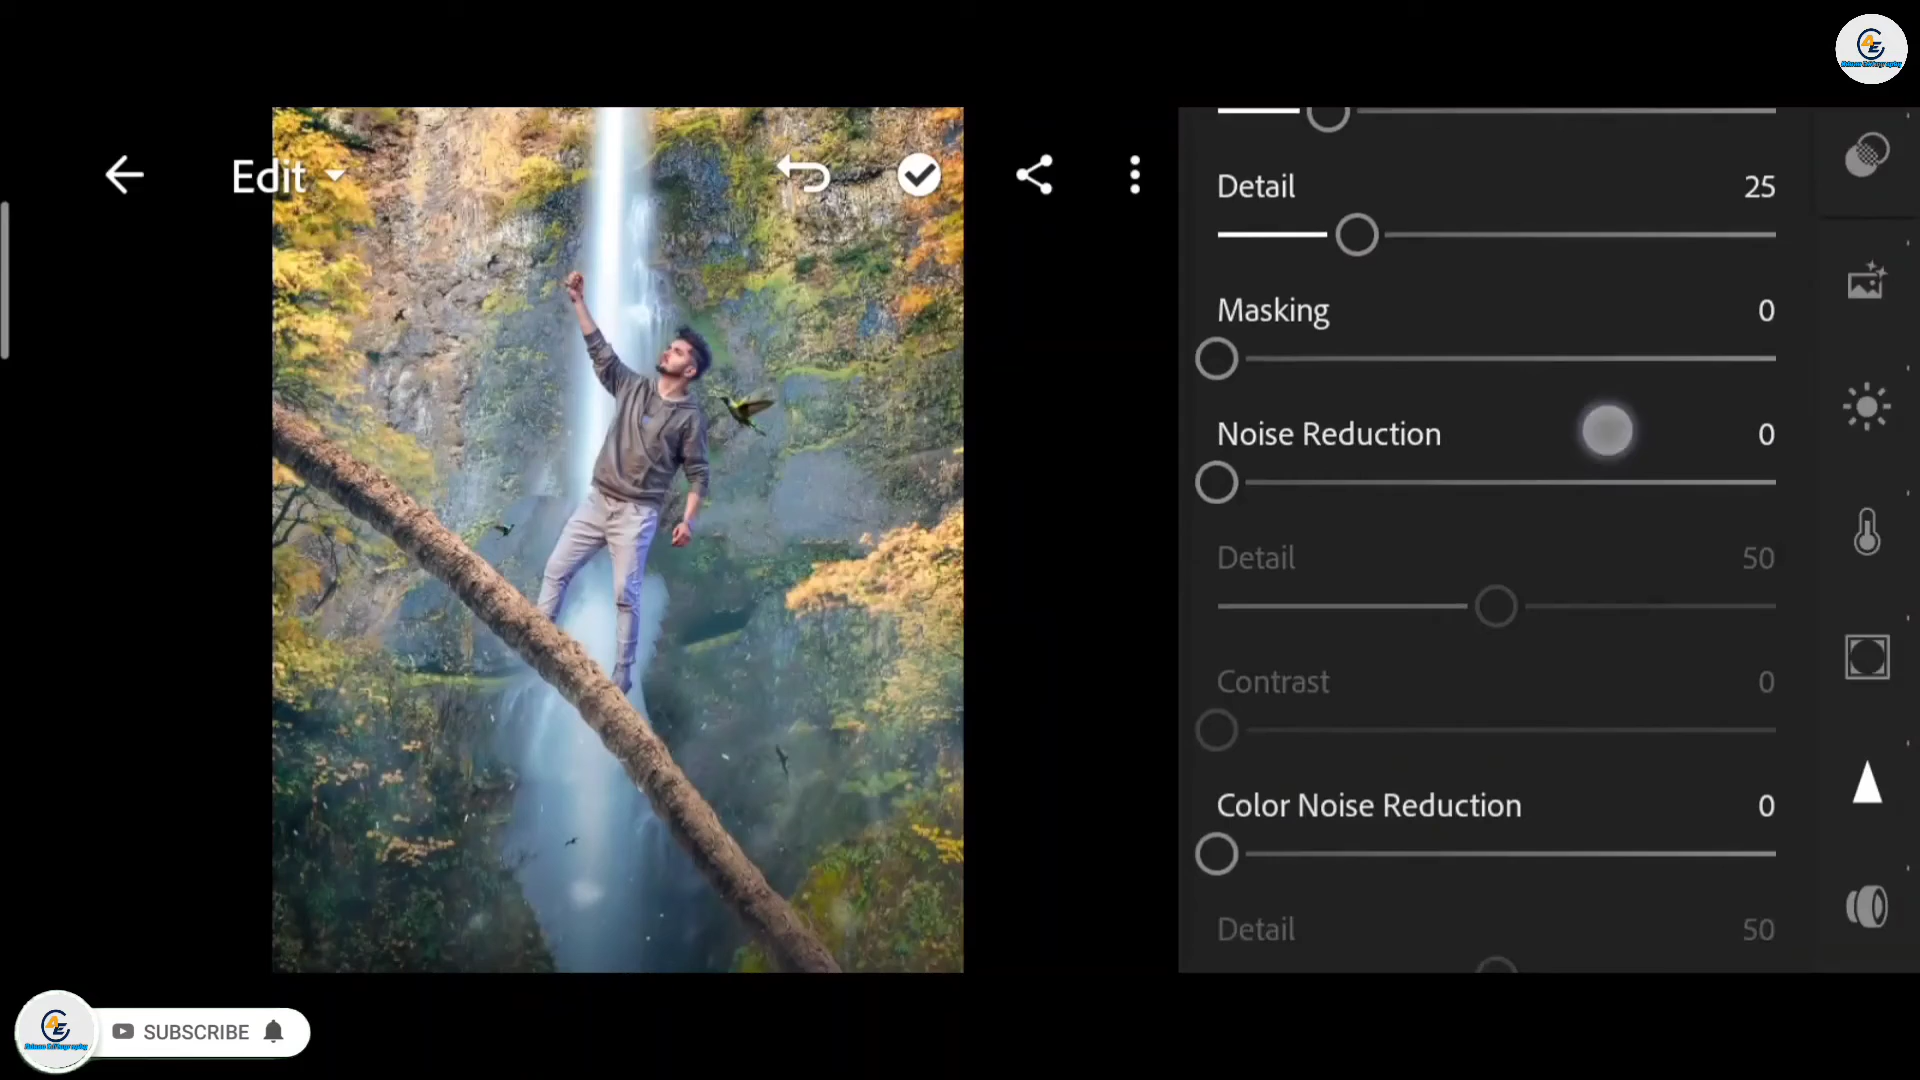 Edit
Detail 25
Masking 0
Noise Reduction 0
Detail 50
Contrast 0
Color Noise Reduction 0
Detail 50
SUBSCRIBE